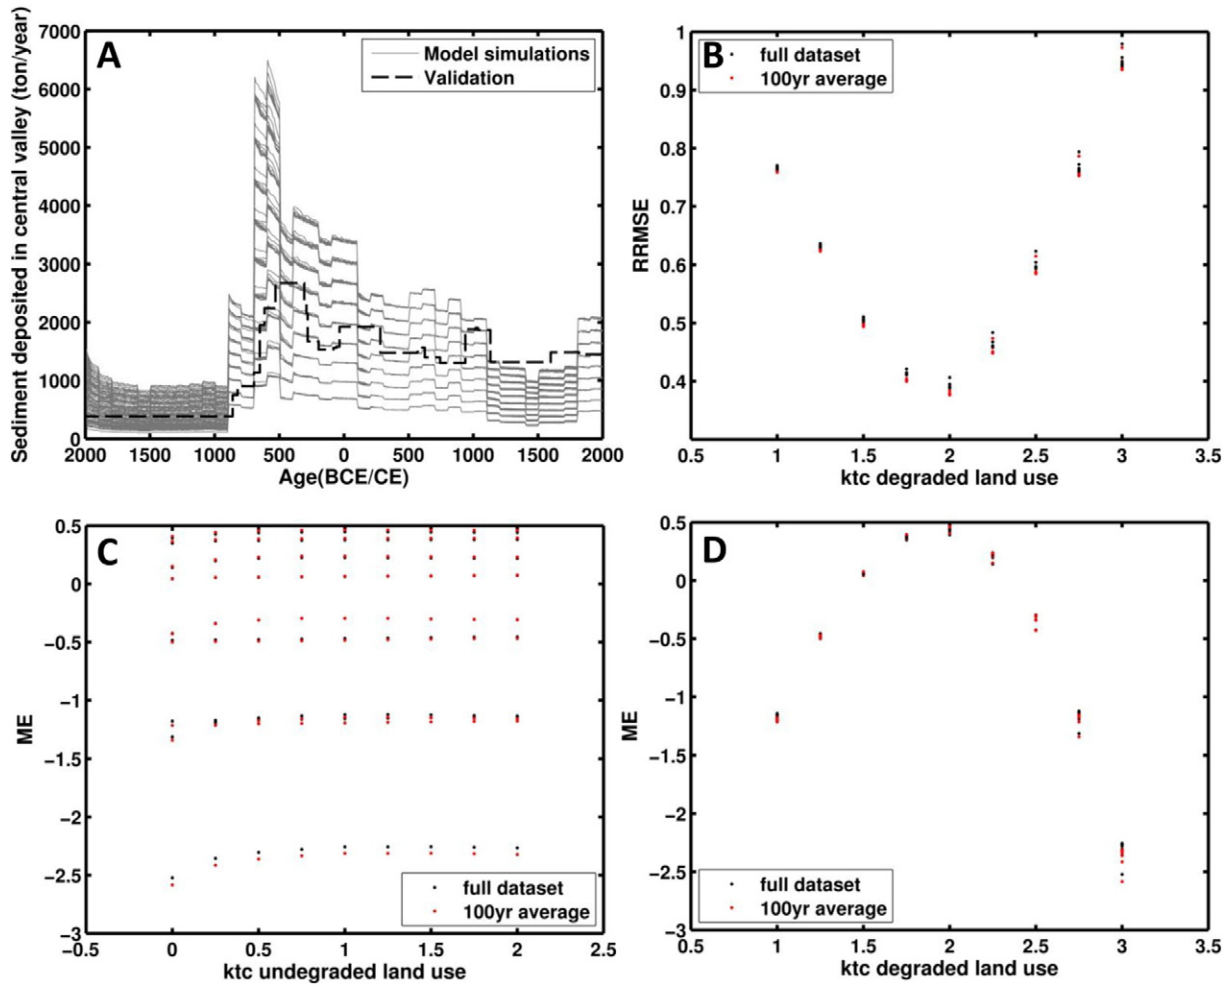 A
Sediment deposited in central valley (ton/year)
7000
6000
5000
4000
3000
2000
1000
0
2000 1500 1000 500 0 500 1000 1500 2000
Age(BCE/CE)
Model simulations
Validation
B
RRMSE
1
0.9
0.8
0.7
0.6
0.5
0.4
0.5 1 1.5 2 2.5 3 3.5
ktc degraded land use
full dataset
100yr average
C
ME
0.5
0
−0.5
−1
−1.5
−2
−2.5
−3
−0.5 0 0.5 1 1.5 2 2.5
ktc undegraded land use
full dataset
100yr average
D
ME
0.5
0
−0.5
−1
−1.5
−2
−2.5
−3
0.5 1 1.5 2 2.5 3 3.5
ktc degraded land use
full dataset
100yr average